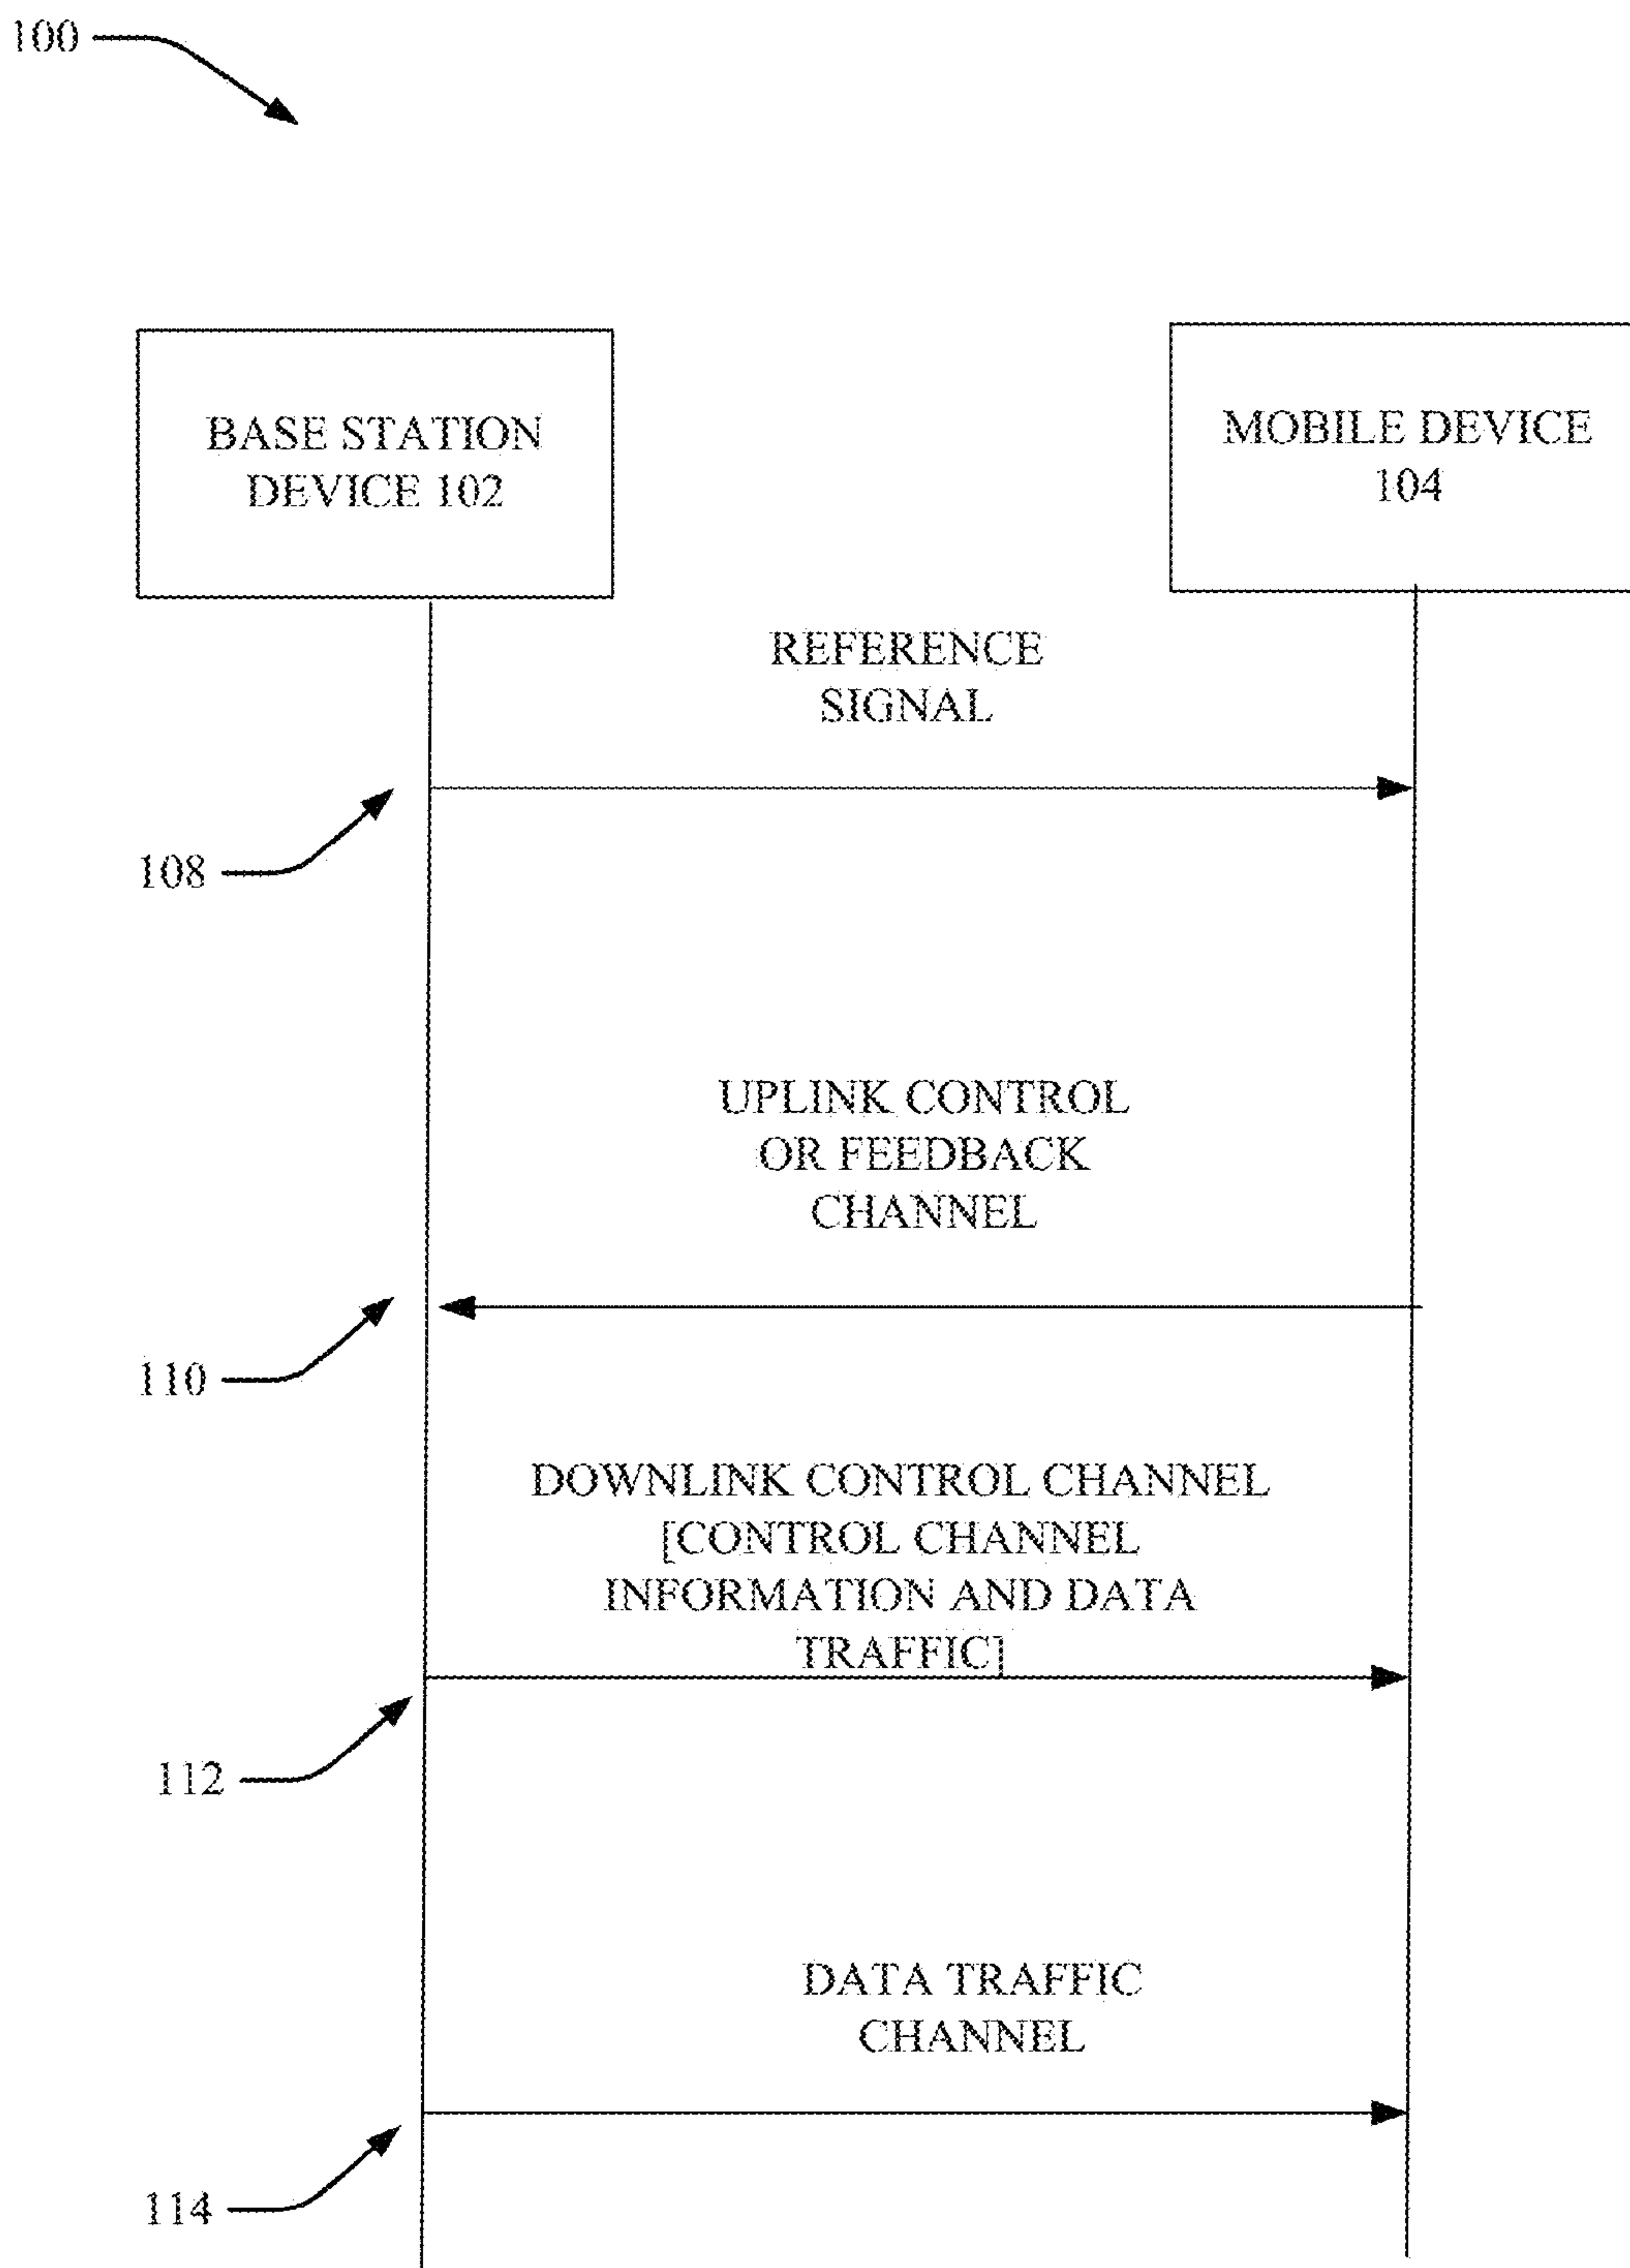 100
BASE STATION
DEVICE 102
MOBILE DEVICE
104
REFERENCE
SIGNAL
108
UPLINK CONTROL
OR FEEDBACK
CHANNEL
110
DOWNLINK CONTROL CHANNEL
[CONTROL CHANNEL
INFORMATION AND DATA
TRAFFIC]
112
DATA TRAFFIC
CHANNEL
114